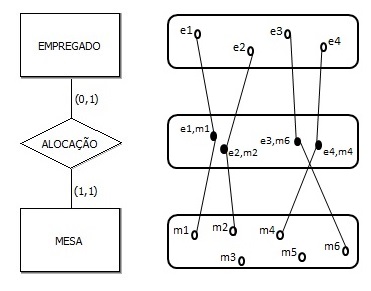 EMPREGADO
(0,1)
ALOCAÇÃO
(1,1)
MESA
e1
e2
e3
e4
e1,m1
e2,m2
e3,m6
e4,m4
m1
m2
m3
m4
m5
m6